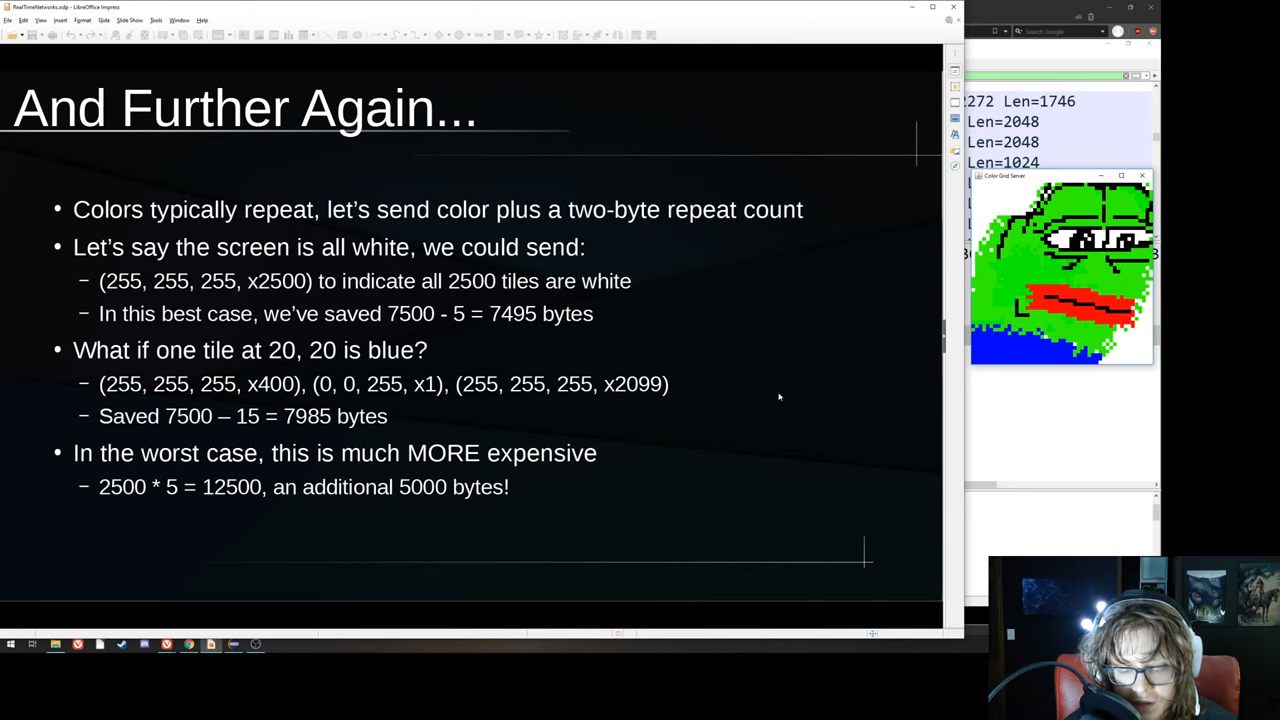 RealTimeNetworks.odp - LibreOffice Impress
File Edit View Insert Format Slide Slide Show Tools Window Help
Search Google
And Further Again...
• Colors typically repeat, let's send color plus a two-byte repeat count
• Let's say the screen is all white, we could send:
– (255, 255, 255, x2500) to indicate all 2500 tiles are white
– In this best case, we've saved 7500 - 5 = 7495 bytes
• What if one tile at 20, 20 is blue?
– (255, 255, 255, x400), (0, 0, 255, x1), (255, 255, 255, x2099)
– Saved 7500 – 15 = 7985 bytes
• In the worst case, this is much MORE expensive
– 2500 * 5 = 12500, an additional 5000 bytes!
2272 Len=1746
Len=2048
Len=2048
Len=1024
Color Grid Server